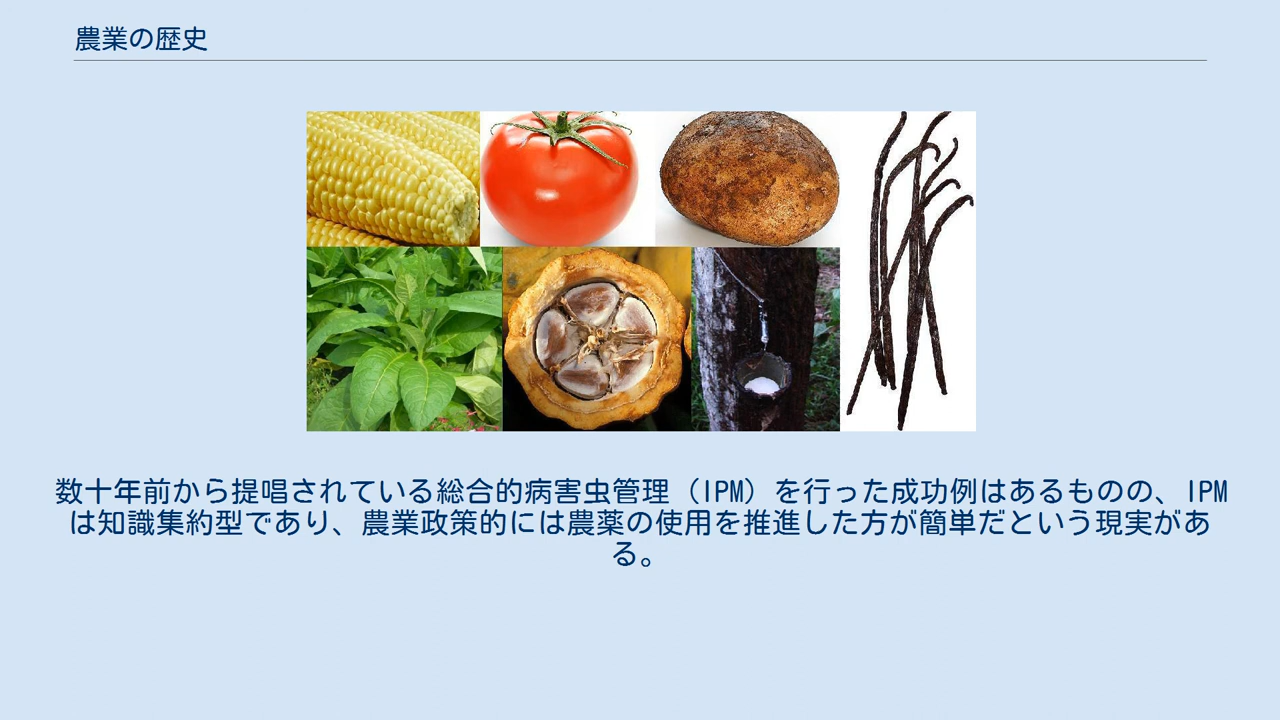 農業の歴史
数十年前から提唱されている総合的病害虫管理（IPM）を行った成功例はあるものの、IPM
は知識集約型であり、農業政策的には農薬の使用を推進した方が簡単だという現実があ
る。